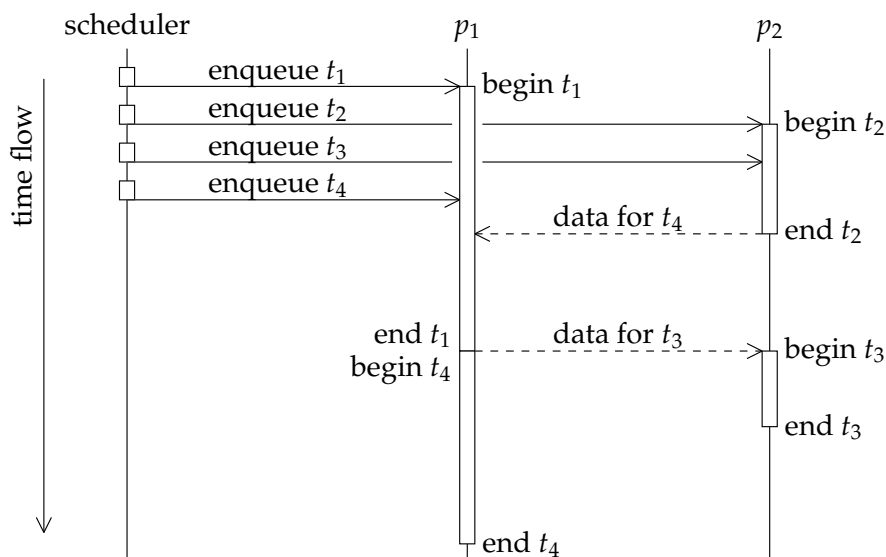 scheduler
p₁
p₂
time flow
enqueue t₁
begin t₁
enqueue t₂
begin t₂
enqueue t₃
enqueue t₄
data for t₄
end t₂
end t₁
data for t₃
begin t₃
begin t₄
end t₃
end t₄